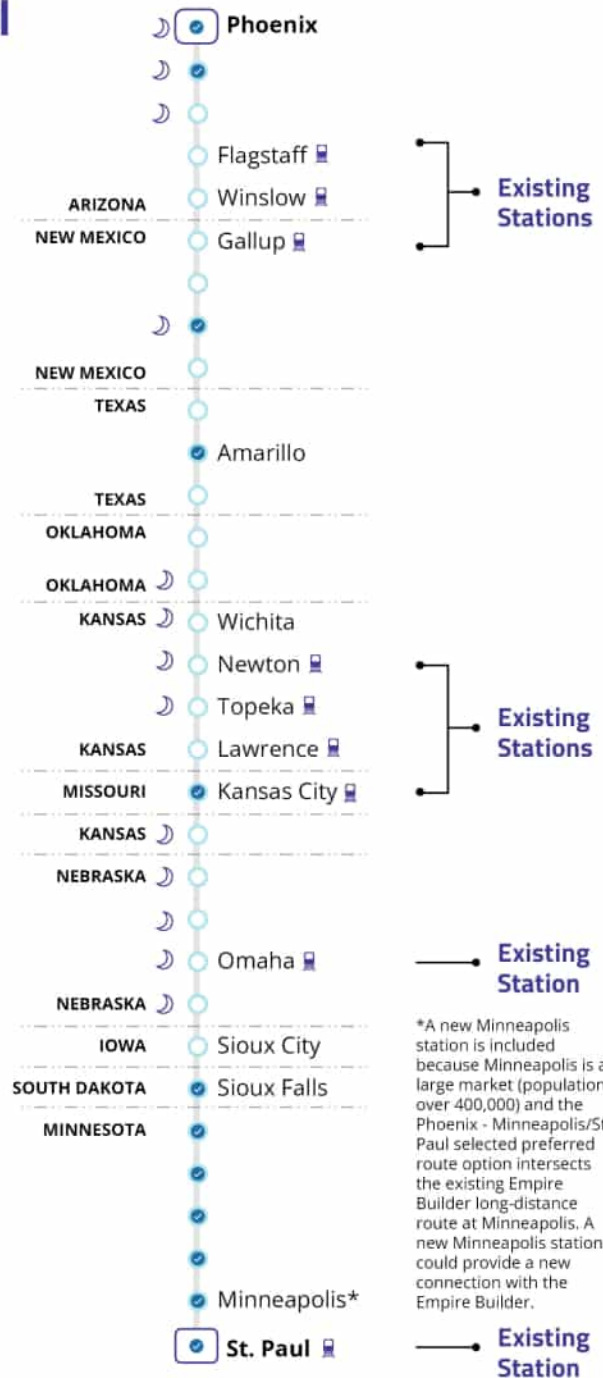 Phoenix
Flagstaff
Winslow
ARIZONA
NEW MEXICO
Gallup
Existing
Stations
NEW MEXICO
TEXAS
Amarillo
TEXAS
OKLAHOMA
OKLAHOMA
KANSAS
Wichita
Newton
Topeka
Lawrence
KANSAS
Existing
Stations
MISSOURI
Kansas City
KANSAS
NEBRASKA
Omaha
Existing
Station
NEBRASKA
IOWA
Sioux City
SOUTH DAKOTA
Sioux Falls
MINNESOTA
*A new Minneapolis
station is included
because Minneapolis is a
large market (population
over 400,000) and the
Phoenix - Minneapolis/St
Paul selected preferred
route option intersects
the existing Empire
Builder long-distance
route at Minneapolis. A
new Minneapolis station
could provide a new
connection with the
Empire Builder.
Minneapolis*
St. Paul
Existing
Station